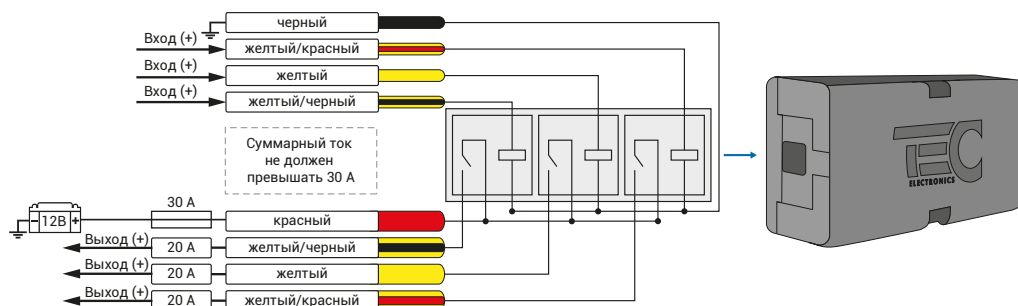 черный
Вход (+)
желтый/красный
Вход (+)
желтый
Вход (+)
желтый/черный
Суммарный ток
не должен
превышать 30 А
TEC
ELECTRONICS
30 А
- 12В +
красный
Выход (+)
20 А
желтый/черный
Выход (+)
20 А
желтый
Выход (+)
20 А
желтый/красный